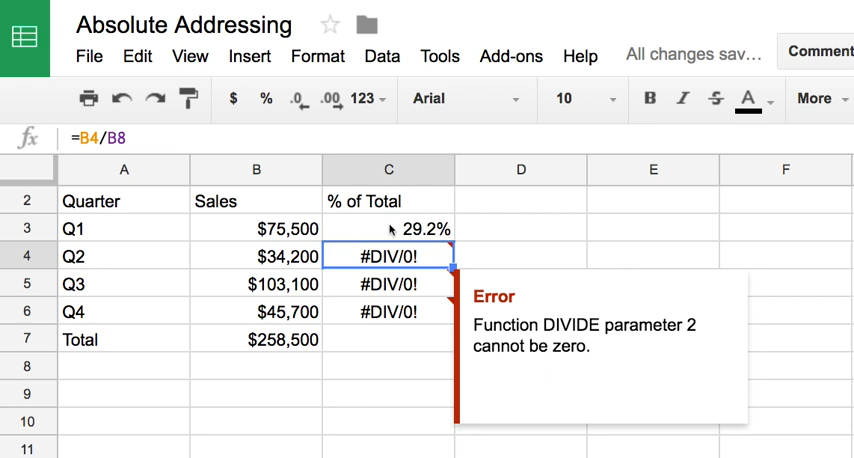 Absolute Addressing
File Edit View Insert Format Data Tools Add-ons Help All changes sav… Comment
$ % .0 .00 123 Arial 10 B I S A More
fx =B4/B8
A B C D E F
2 Quarter Sales % of Total
3 Q1 $75,500 29.2%
4 Q2 $34,200 #DIV/0!
5 Q3 $103,100 #DIV/0!
6 Q4 $45,700 #DIV/0!
7 Total $258,500
8
9
10
11
Error
Function DIVIDE parameter 2
cannot be zero.